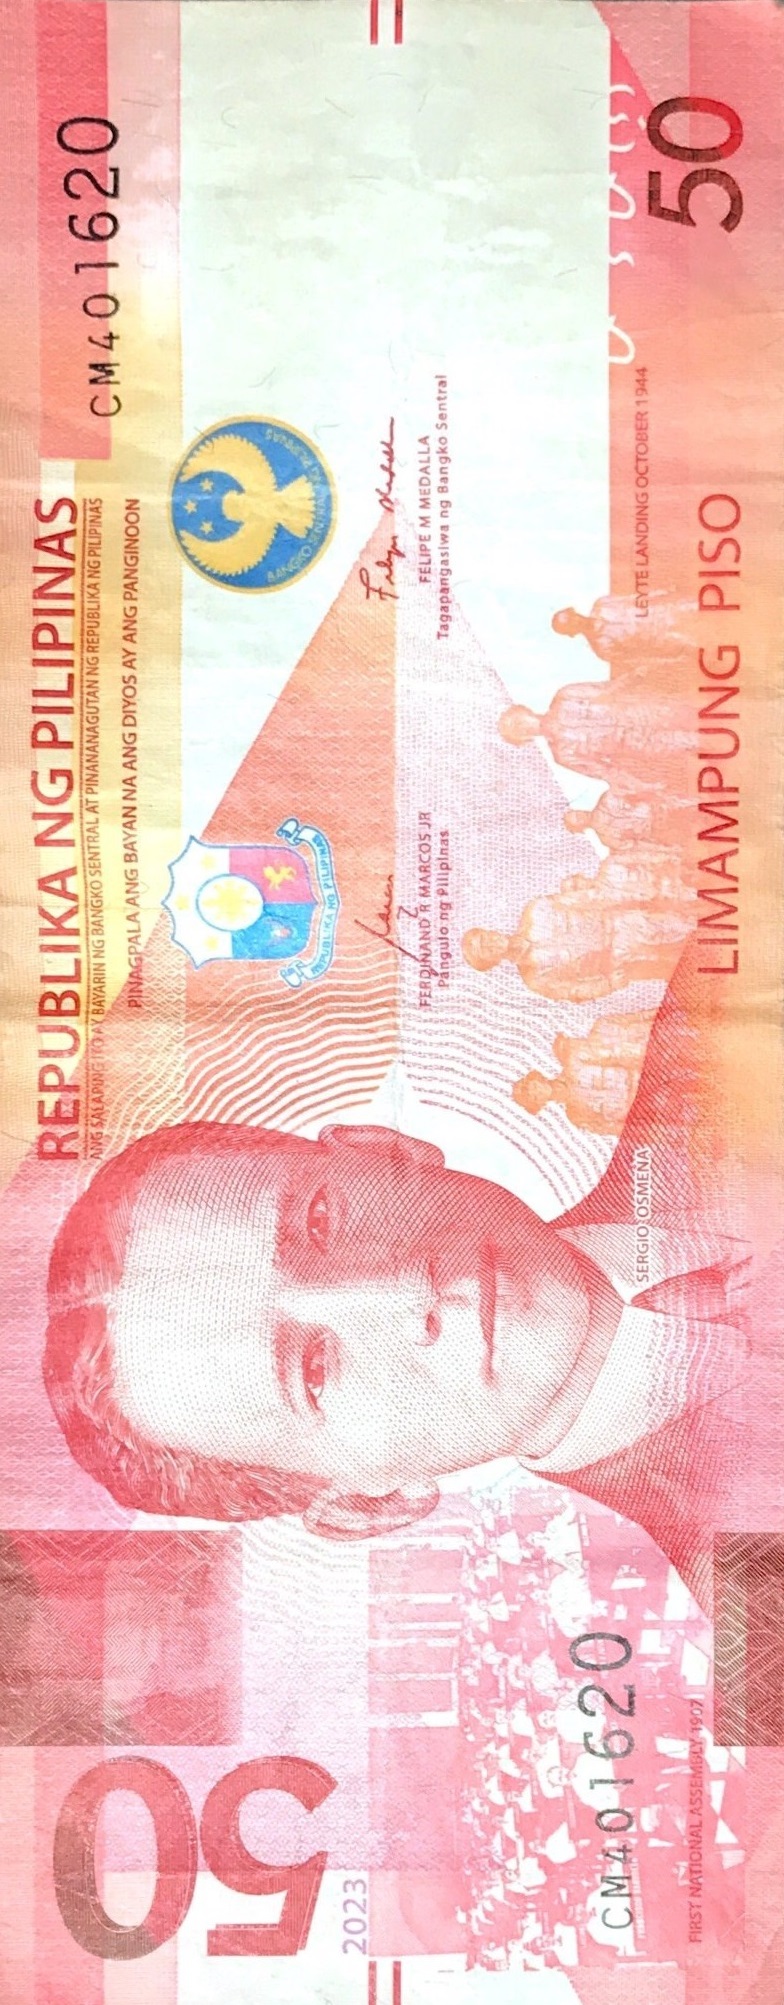 REPUBLIKA NG PILIPINAS
ANG SALAPING ITO AY BAYARIN NG BANGKO SENTRAL AT PINANANAGUTAN NG REPUBLIKA NG PILIPINAS
PINAGPALA ANG BAYAN NA ANG DIYOS AY ANG PANGINOON
CM401620
50
2023
REPUBLIKA NG PILIPINAS
BANGKO SENTRAL NG PILIPINAS
FERDINAND R MARCOS JR
Pangulo ng Pilipinas
FELIPE M MEDALLA
Tagapangasiwa ng Bangko Sentral
CM401620
FIRST NATIONAL ASSEMBLY 1907
SERGIO OSMEÑA
LEYTE LANDING OCTOBER 1944
LIMAMPUNG PISO
50